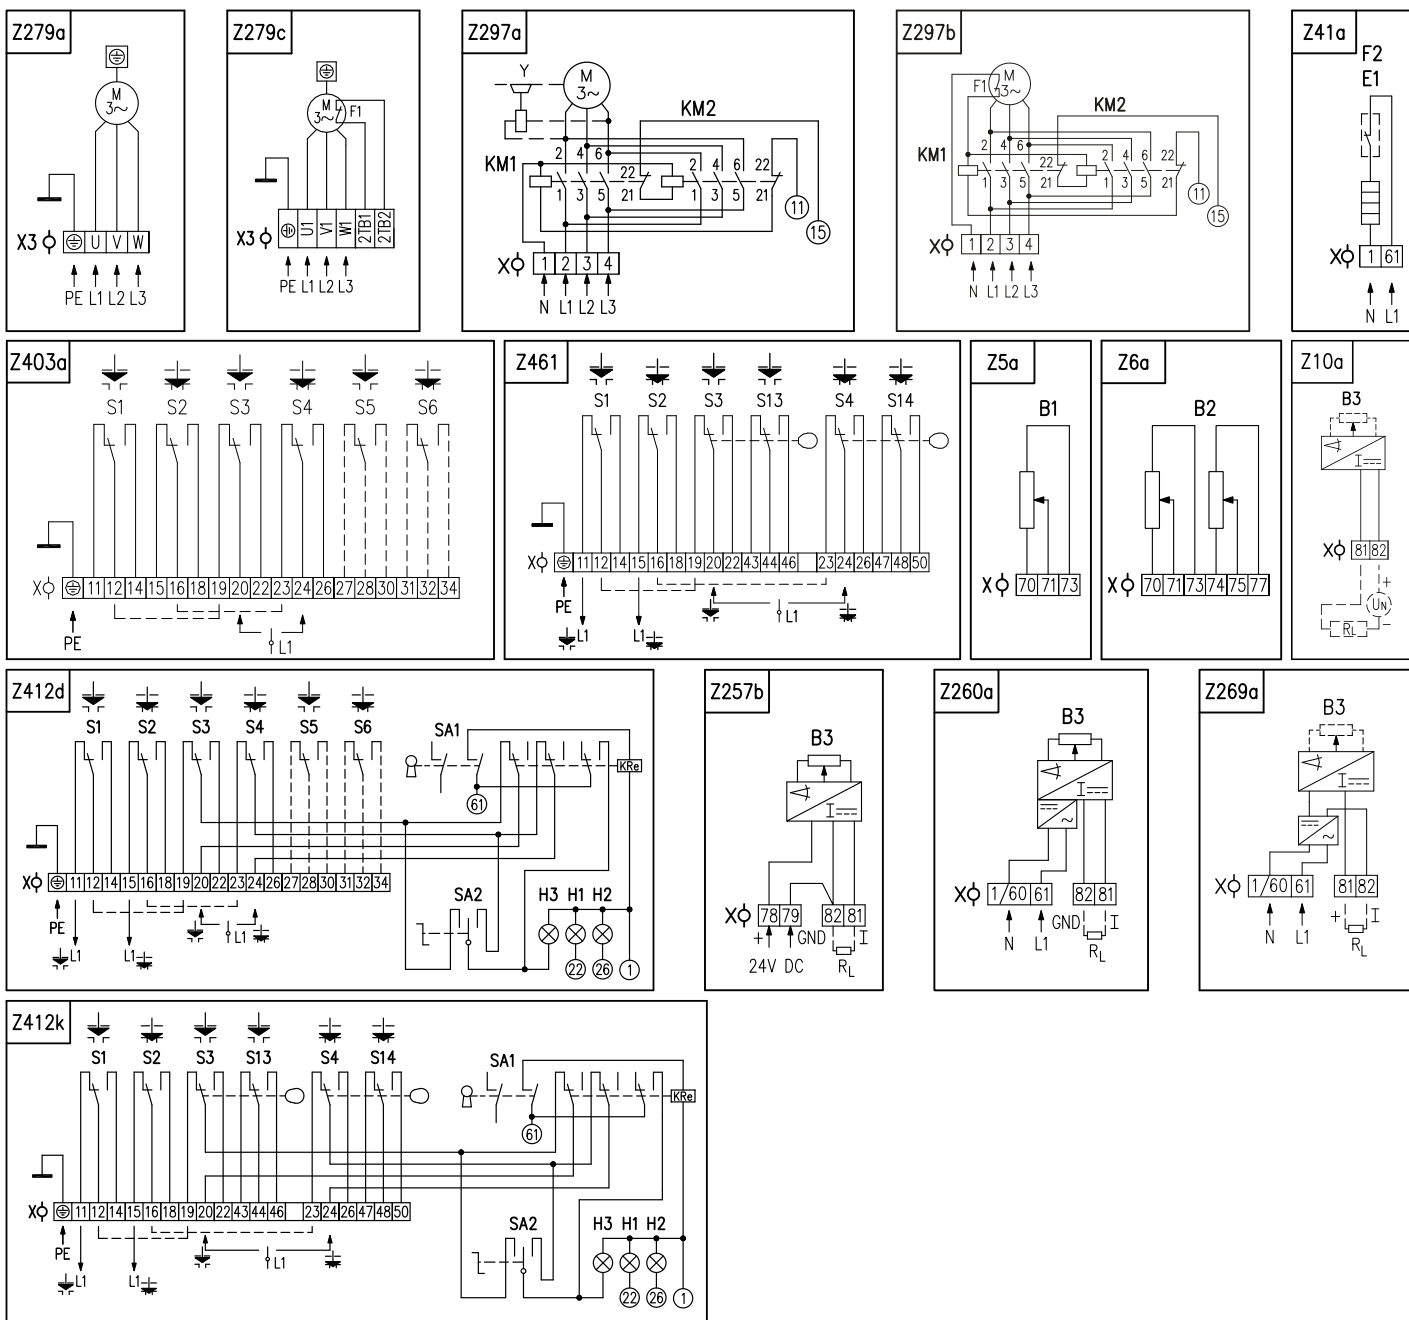 Z279a
M
3~
X3
U V W
PE L1 L2 L3
Z279c
M
3~
F1
X3
U1 V1 W1 2TB1 2TB2
PE L1 L2 L3
Z297a
Y
M
3~
KM2
2 4 6 2 4 6 22
KM1
22
1 3 5 21 1 3 5 21
11
15
X
1 2 3 4
N L1 L2 L3
Z297b
M
F1 3~
KM2
2 4 6 2 4 6 22
KM1
22
1 3 5 21 1 3 5 21
11
15
X
1 2 3 4
N L1 L2 L3
Z41a
F2
E1
X 1 61
N L1
Z403a
S1 S2 S3 S4 S5 S6
X 11 12 14 15 16 18 19 20 22 23 24 26 27 28 30 31 32 34
PE
L1
Z461
S1 S2 S3 S13 S4 S14
X 11 12 14 15 16 18 19 20 22 43 44 46 23 24 26 47 48 50
PE
L1 L1 L1
Z5a
B1
X 70 71 73
Z6a
B2
X 70 71 73 74 75 77
Z10a
B3
I
X 81 82
+
UN
RL
-
Z412d
S1 S2 S3 S4 S5 S6
SA1
KRe
61
X 11 12 14 15 16 18 19 20 22 23 24 26 27 28 30 31 32 34
PE
L1 L1 L1
SA2 H3 H1 H2
22 26 1
Z257b
B3
I
X 78 79 82 81
+ GND I
24V DC RL
Z260a
B3
I
~
X 1/60 61 82 81
N L1 GND I
RL
Z269a
B3
I
~
X 1/60 61 81 82
N L1 + I
RL
Z412k
S1 S2 S3 S13 S4 S14
SA1
KRe
61
X 11 12 14 15 16 18 19 20 22 43 44 46 23 24 26 47 48 50
PE
L1 L1 L1
SA2 H3 H1 H2
22 26 1